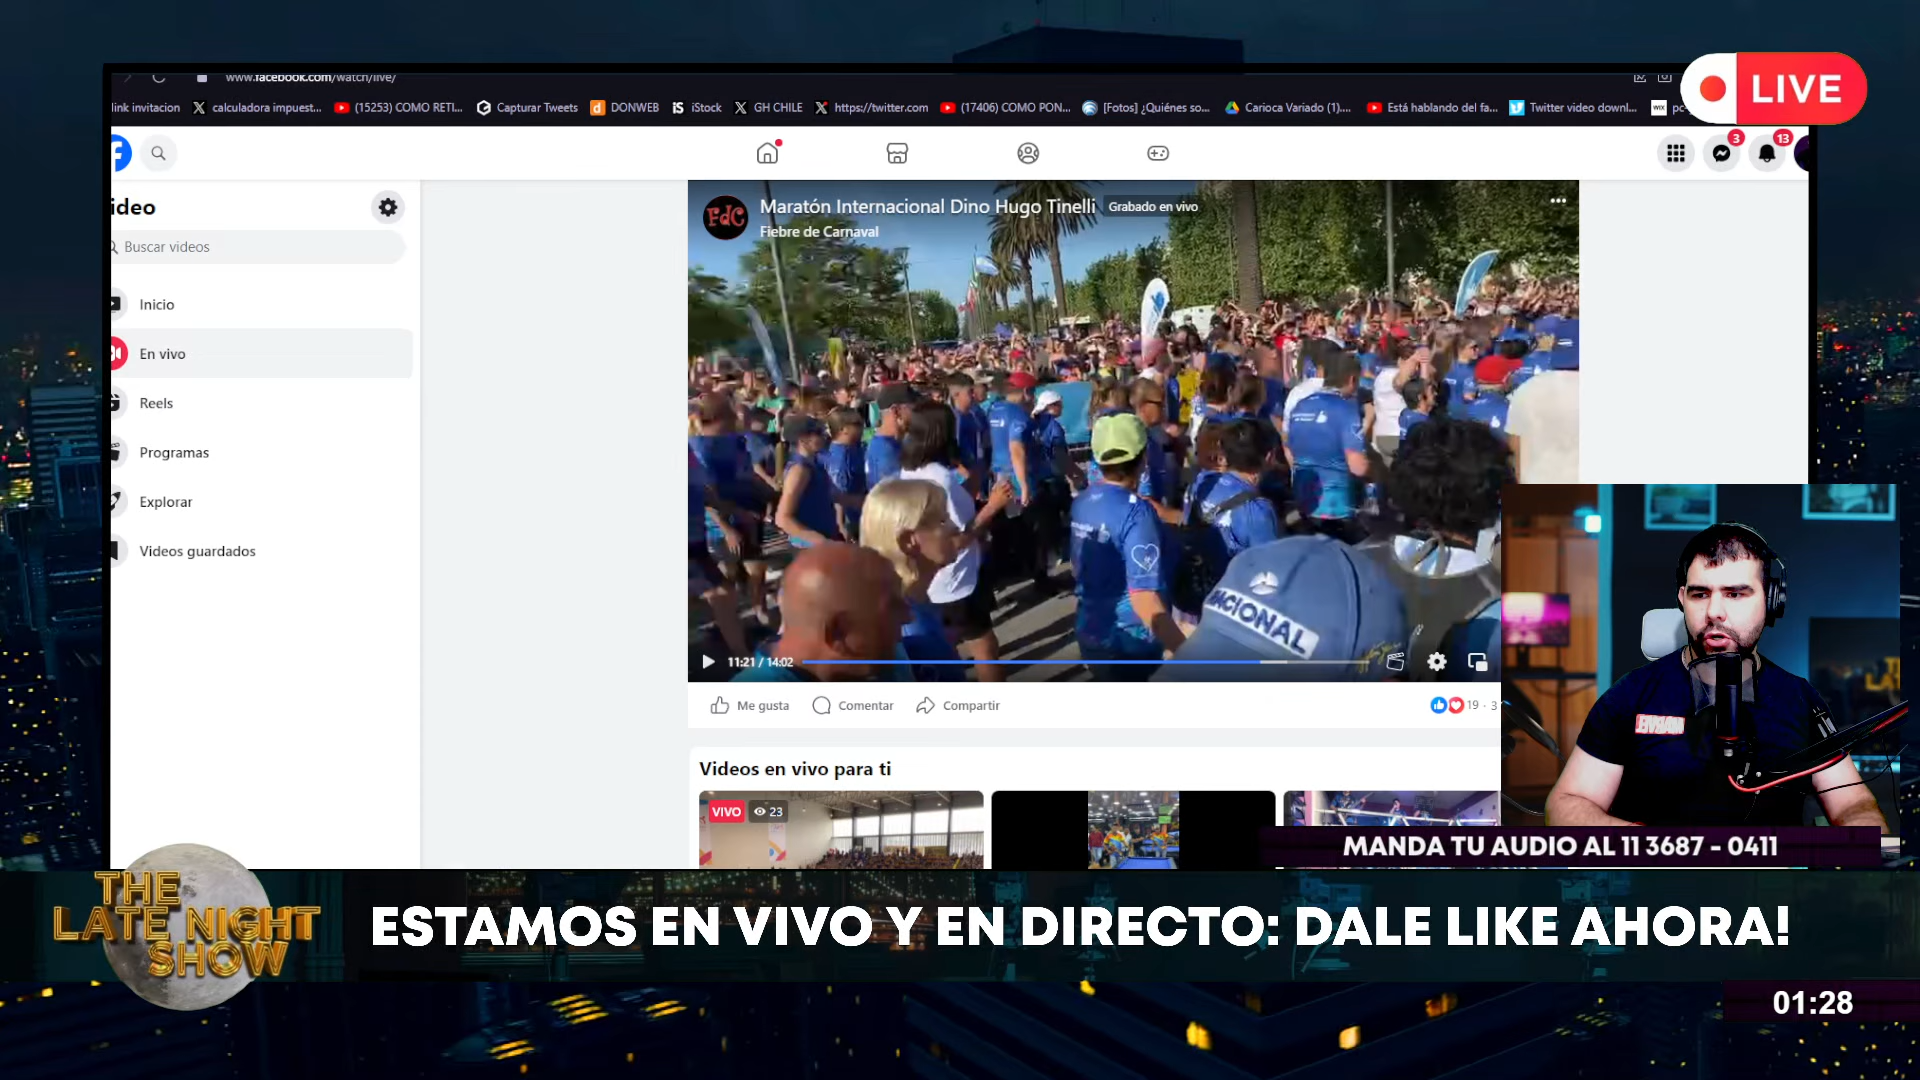 LIVE
www.facebook.com/watch/live/
link invitacion
calculadora impuest...
(15253) COMO RETI...
Capturar Tweets
DONWEB
iStock
GH CHILE
https://twitter.com
(17406) COMO PON...
[Fotos] ¿Quiénes so...
Carioca Variado (1)....
Está hablando del fa...
Twitter video downl...
3
13
ideo
Buscar videos
Inicio
En vivo
Reels
Programas
Explorar
Videos guardados
FdC
Maratón Internacional Dino Hugo Tinelli
Grabado en vivo
Fiebre de Carnaval
ACIONAL
11:21 / 14:02
Me gusta
Comentar
Compartir
19 · 3
Videos en vivo para ti
VIVO
23
MANDA TU AUDIO AL 11 3687 - 0411
THE
LATE NIGHT
SHOW
ESTAMOS EN VIVO Y EN DIRECTO: DALE LIKE AHORA!
01:28